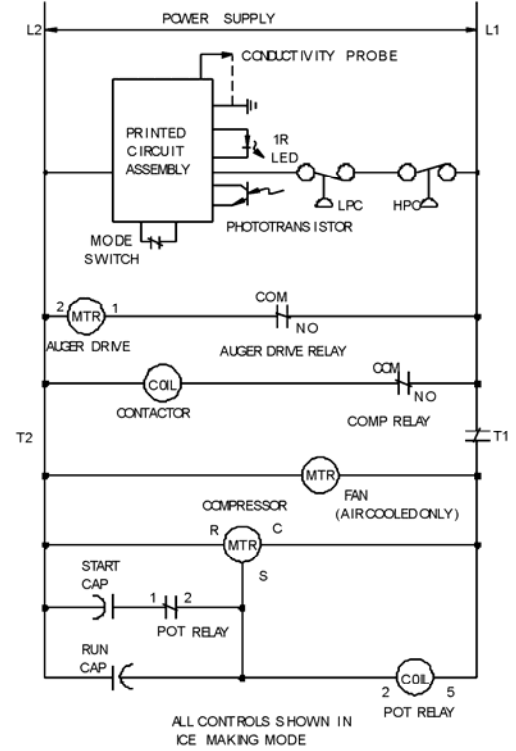 POWER SUPPLY
L2
L1
CONDUCTIVITY PROBE
PRINTED
CIRCUIT
ASSEMBLY
1R
LED
LPC
HPC
PHOTOTRANSISTOR
MODE
SWITCH
2
MTR
1
COM
NO
AUGER DRIVE
AUGER DRIVE RELAY
COIL
COM
NO
CONTACTOR
COMP RELAY
T2
T1
MTR
FAN
(AIR COOLED ONLY)
COMPRESSOR
R
MTR
C
S
START
CAP
1
2
POT RELAY
RUN
CAP
COIL
2
5
POT RELAY
ALL CONTROLS SHOWN IN
ICE MAKING MODE